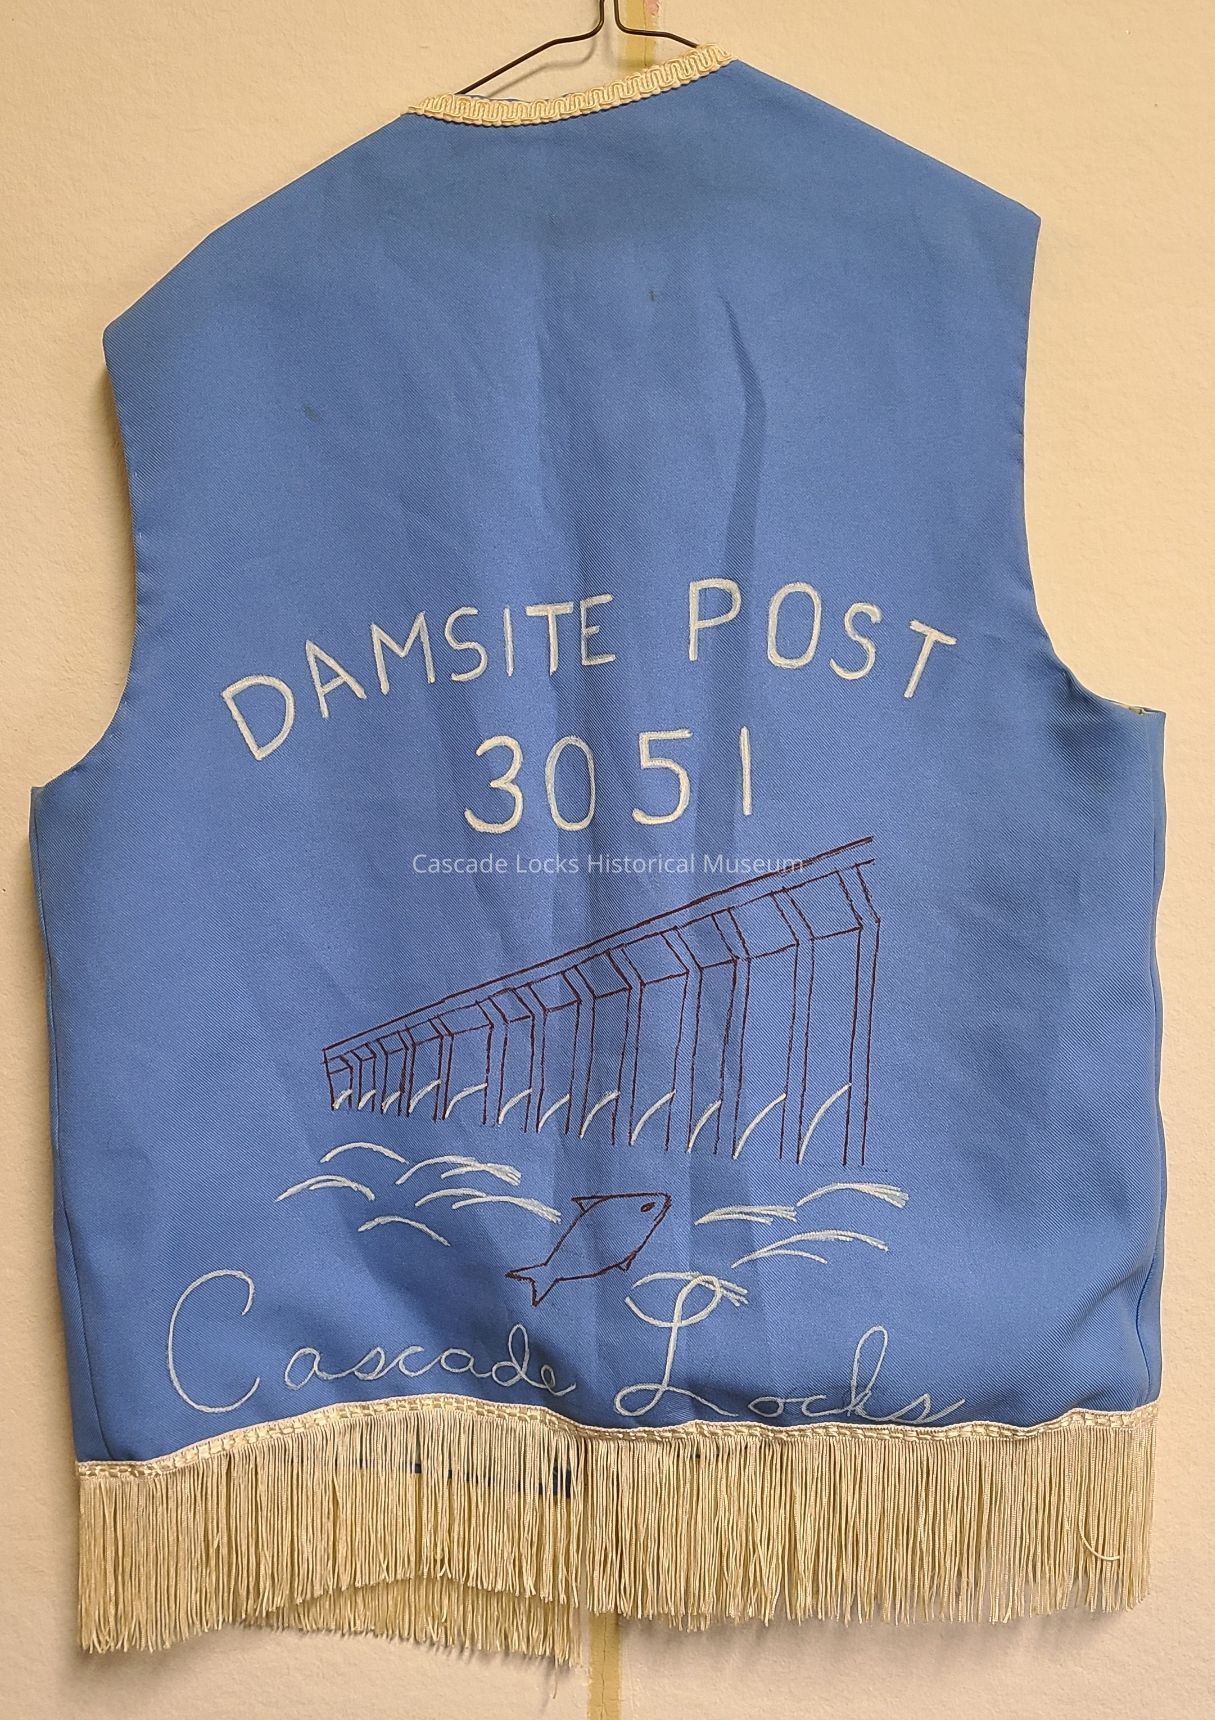 DAMSITE POST
3051
Cascade Locks Historical Museum
Cascade Locks